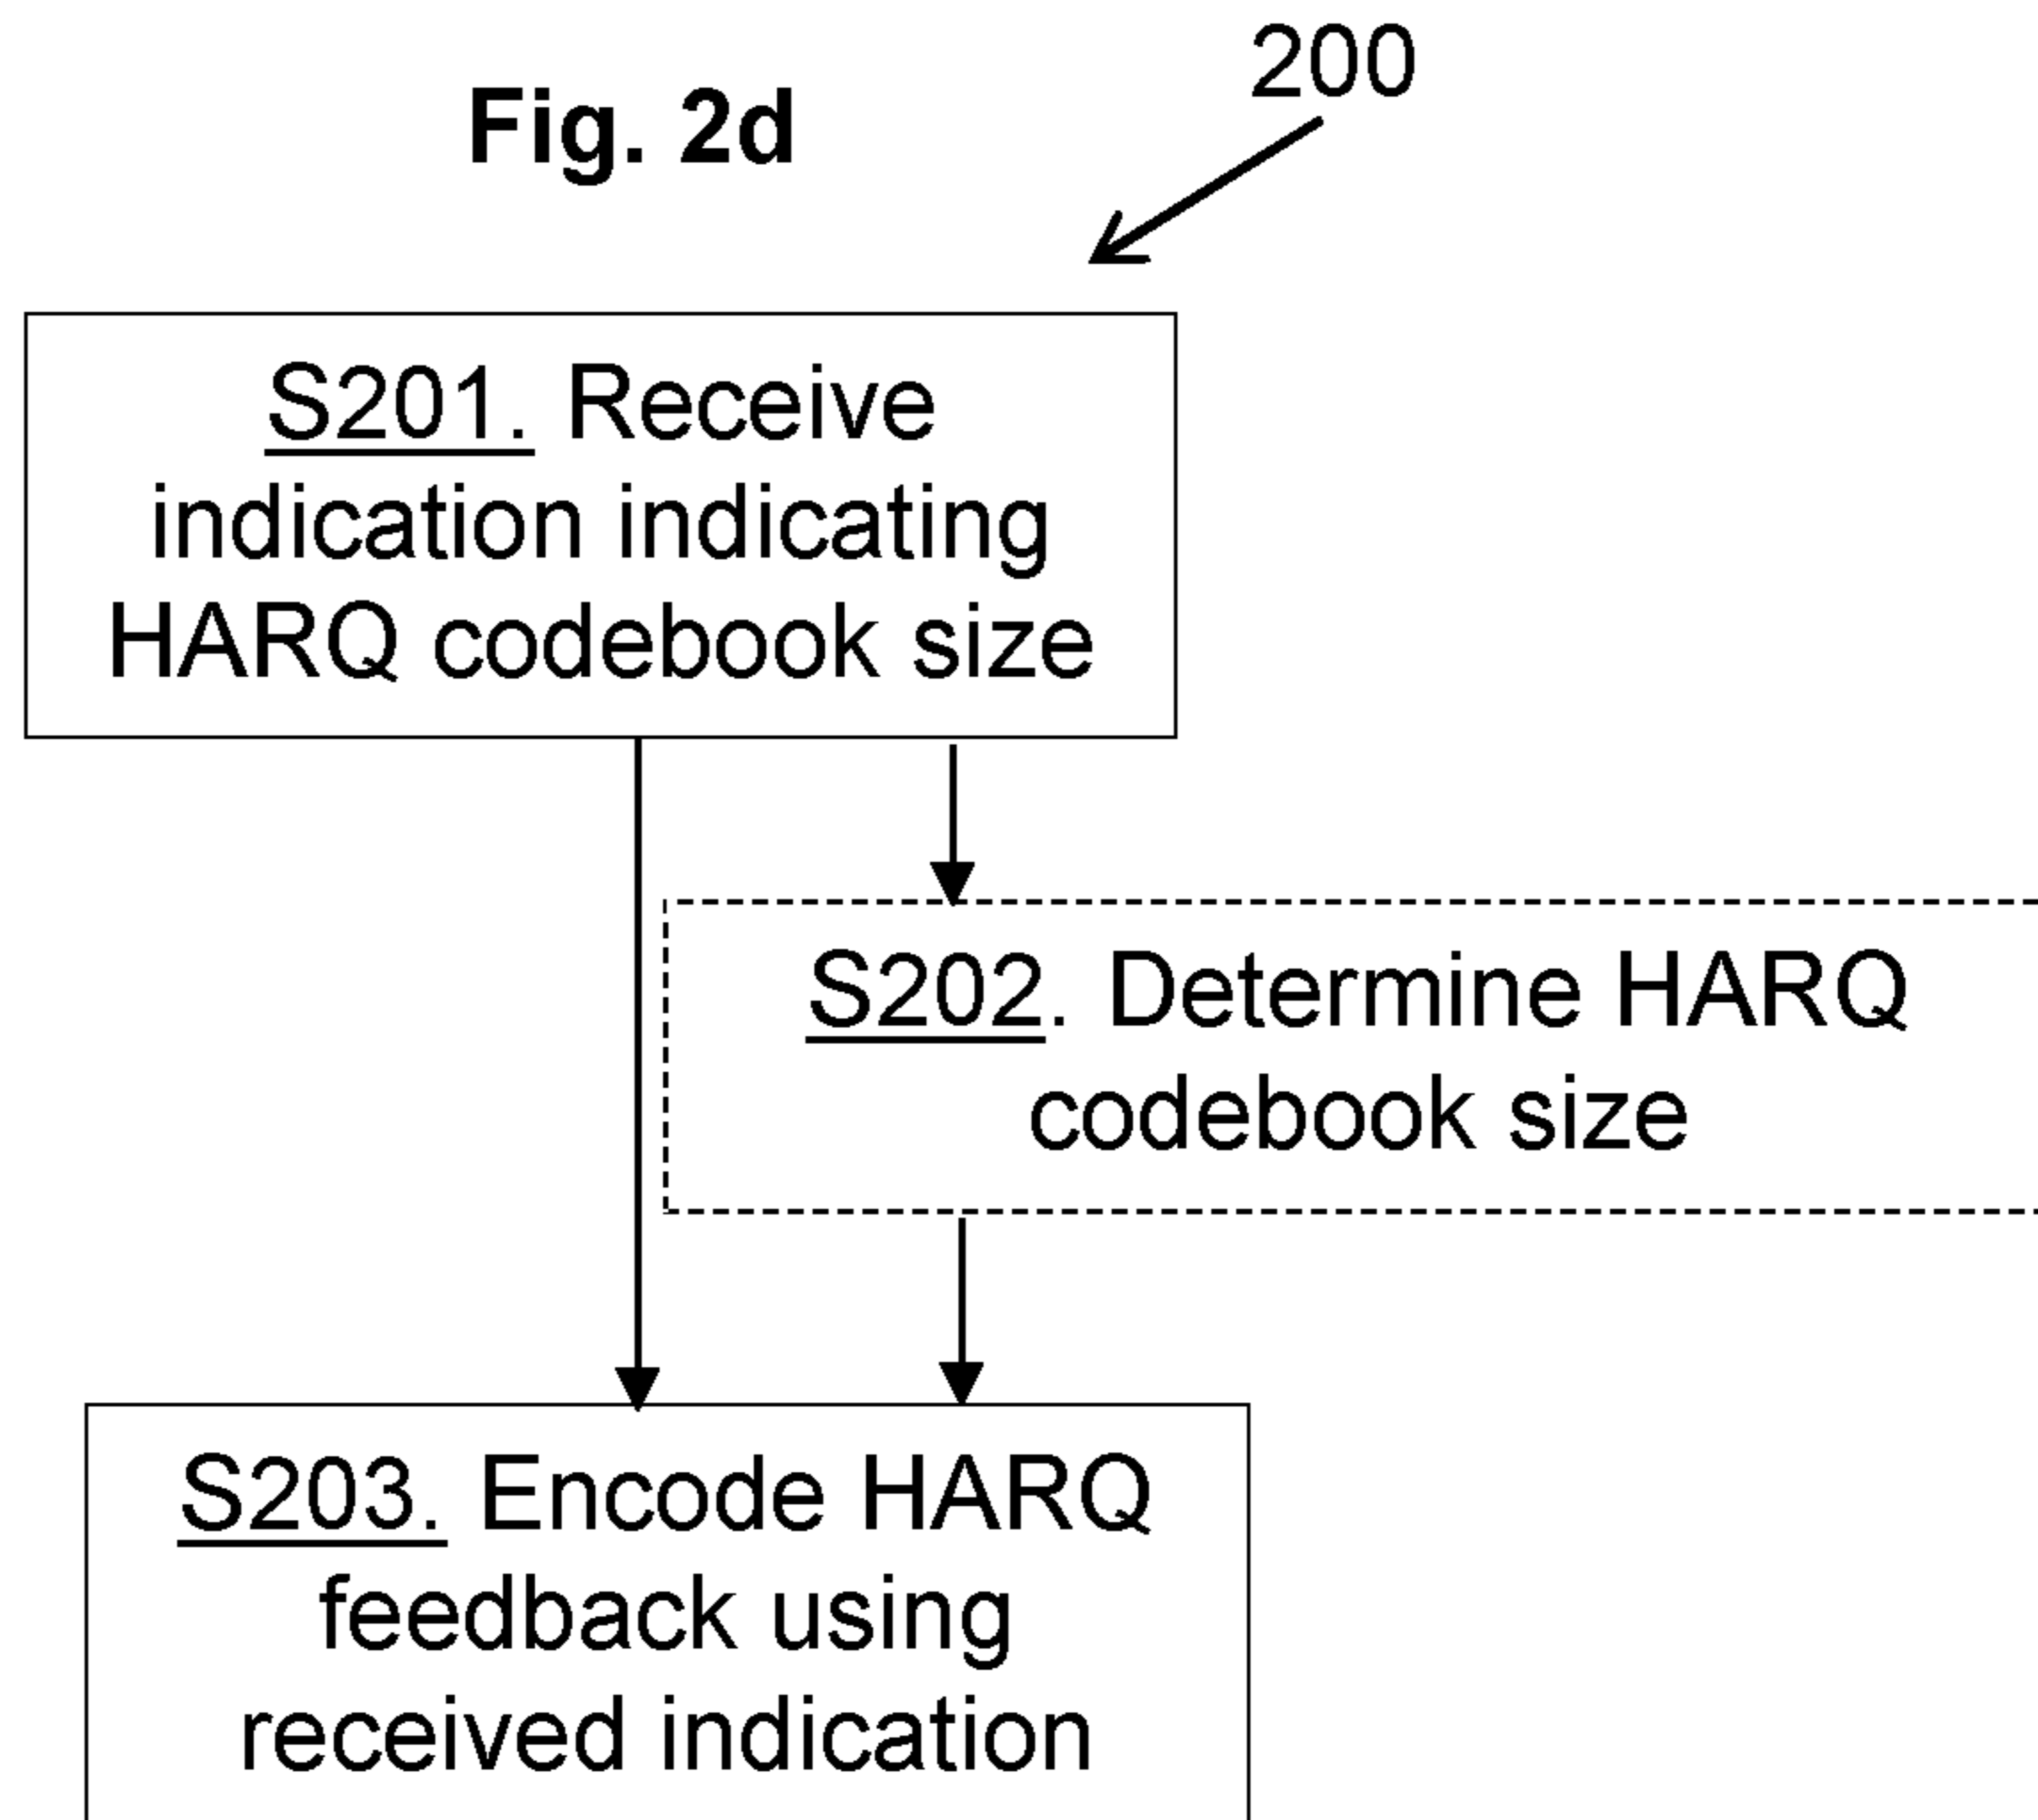 200
Fig. 2d
S201. Receive
indication indicating
HARQ codebook size
S202. Determine HARQ
codebook size
S203. Encode HARQ
feedback using
received indication